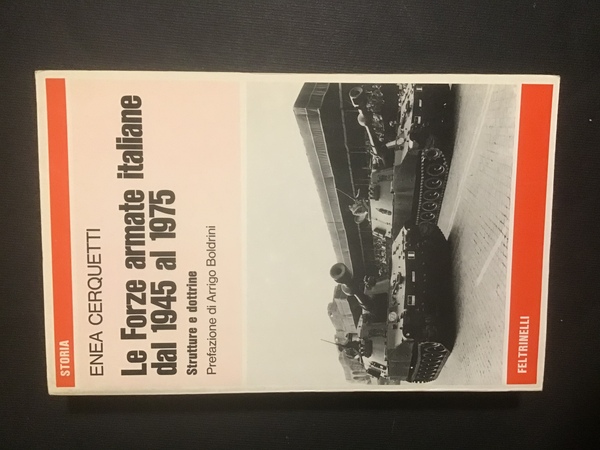 STORIA
ENEA CERQUETTI
Le Forze armate italiane
dal 1945 al 1975
Strutture e dottrine
Prefazione di Arrigo Boldrini
FELTRINELLI